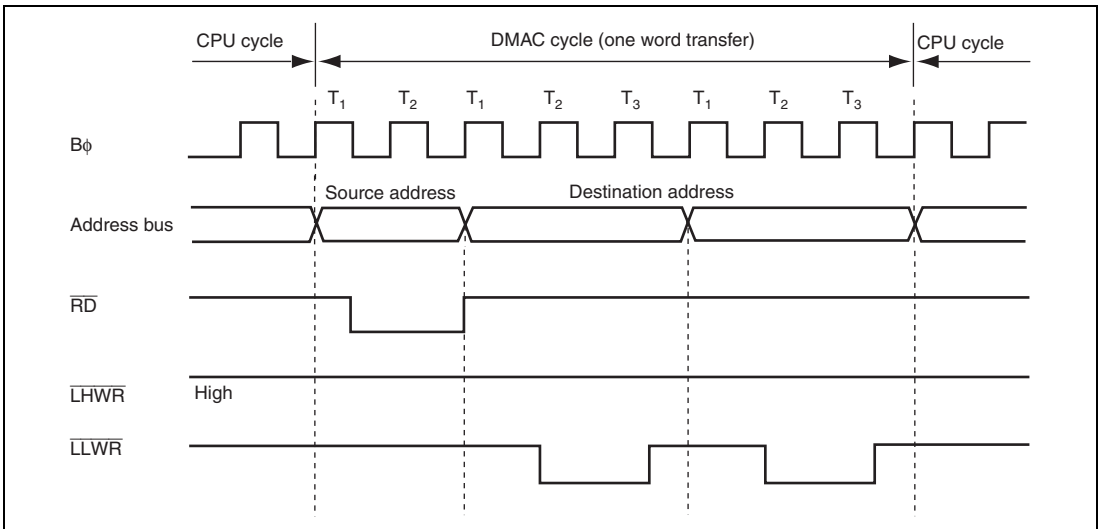 CPU cycle DMAC cycle (one word transfer) CPU cycle
T1 T2 T1 T2 T3 T1 T2 T3
Bϕ
Source address Destination address
Address bus
RD
LHWR High
LLWR